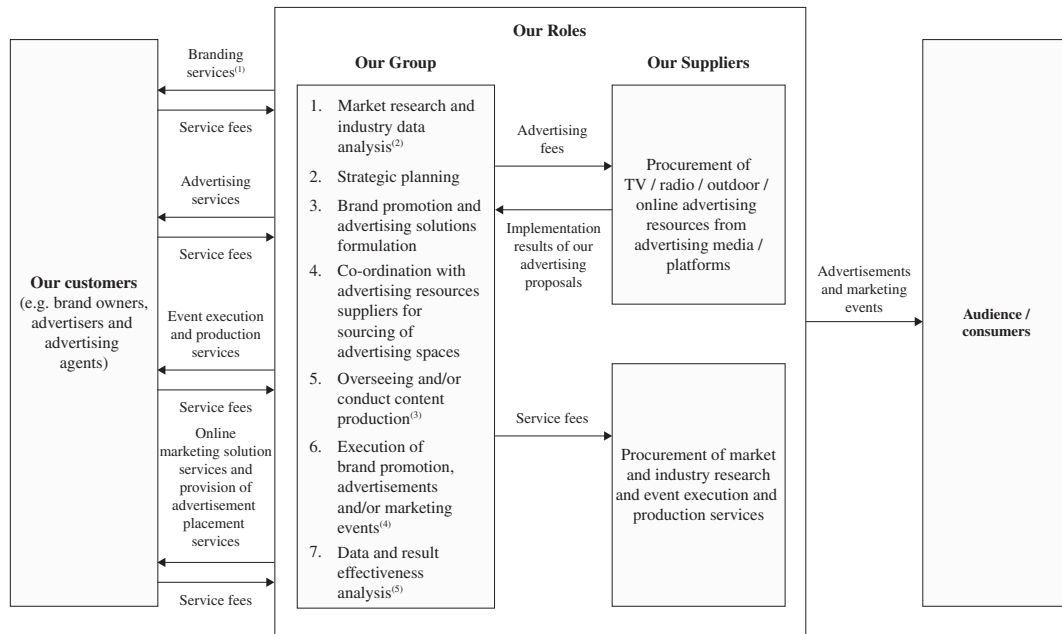 Our Roles
Our Group
Our Suppliers
Our customers
(e.g. brand owners,
advertisers and
advertising
agents)
Branding
services(1)
Service fees
Advertising
services
Service fees
Event execution
and production
services
Service fees
Online
marketing solution
services and
provision of
advertisement
placement
services
Service fees
1. Market research and
industry data
analysis(2)
2. Strategic planning
3. Brand promotion and
advertising solutions
formulation
4. Co-ordination with
advertising resources
suppliers for
sourcing of
advertising spaces
5. Overseeing and/or
conduct content
production(3)
6. Execution of
brand promotion,
advertisements
and/or marketing
events(4)
7. Data and result
effectiveness
analysis(5)
Advertising
fees
Implementation
results of our
advertising
proposals
Service fees
Procurement of
TV / radio / outdoor /
online advertising
resources from
advertising media /
platforms
Procurement of market
and industry research
and event execution and
production services
Advertisements
and marketing
events
Audience /
consumers